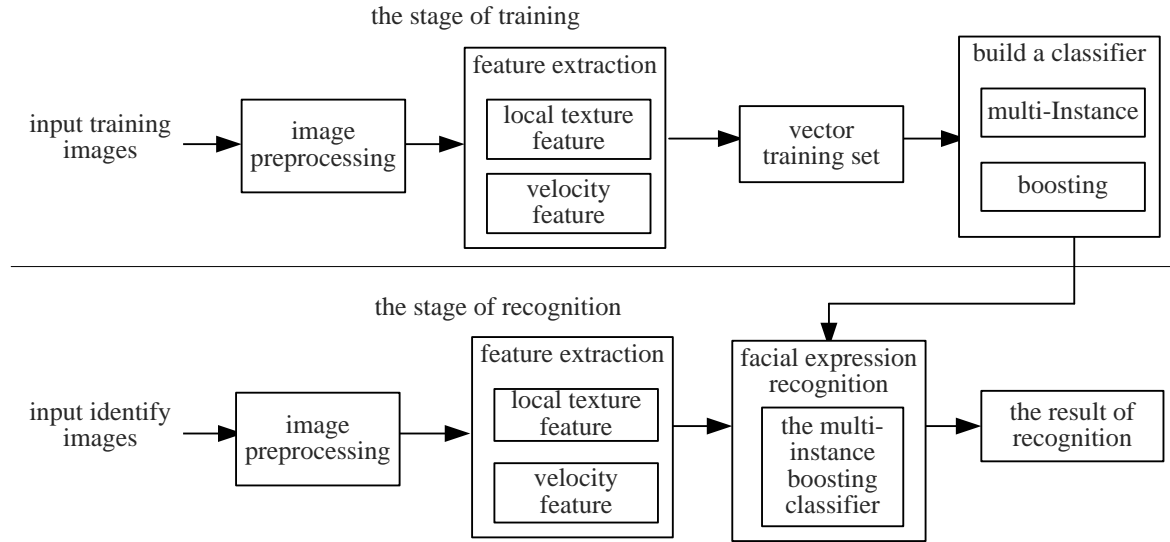 the stage of training
input training
images
image
preprocessing
feature extraction
local texture
feature
velocity
feature
vector
training set
build a classifier
multi-Instance
boosting
the stage of recognition
input identify
images
image
preprocessing
feature extraction
local texture
feature
velocity
feature
facial expression
recognition
the multi-
instance
boosting
classifier
the result of
recognition